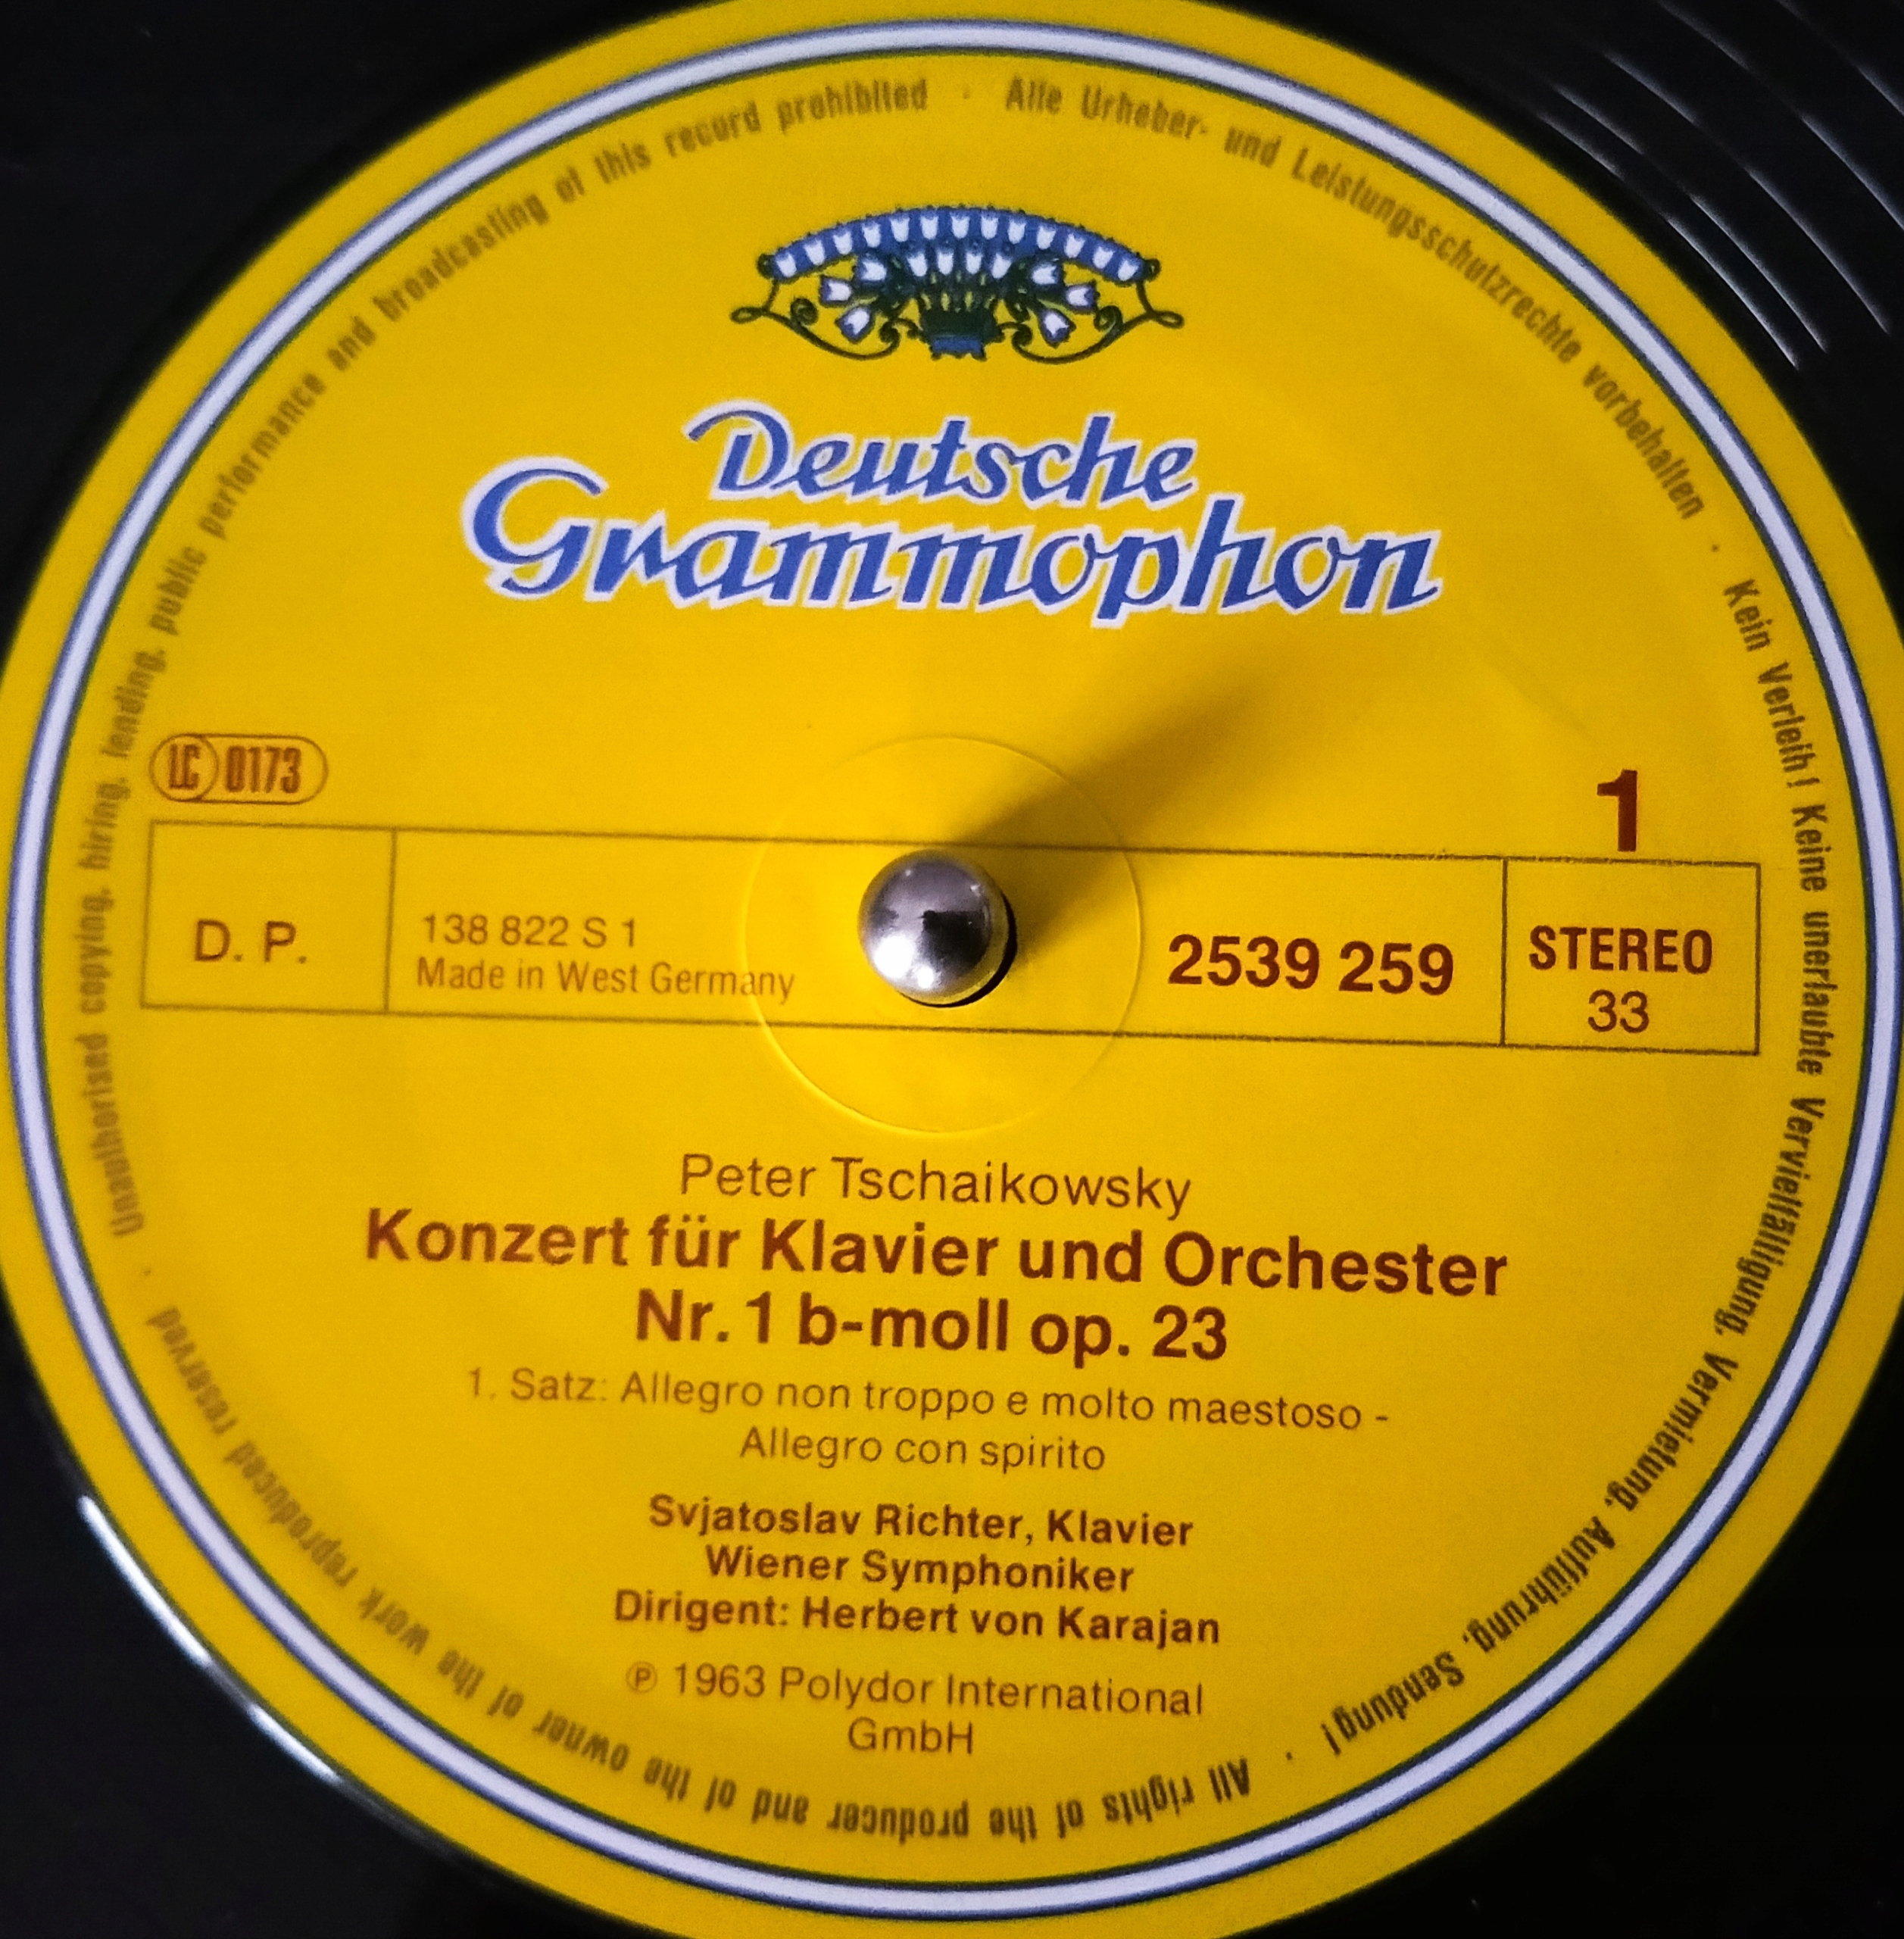 Deutsche
Grammophon
LC 0173
1
D. P.
138 822 S 1
Made in West Germany
2539 259
STEREO
33
Peter Tschaikowsky
Konzert für Klavier und Orchester
Nr. 1 b-moll op. 23
1. Satz: Allegro non troppo e molto maestoso -
Allegro con spirito
Svjatoslav Richter, Klavier
Wiener Symphoniker
Dirigent: Herbert von Karajan
℗ 1963 Polydor International
GmbH
Alle Urheber- und Leistungsschutzrechte vorbehalten · Kein Verleih! Keine unerlaubte Vervielfältigung, Vermietung, Aufführung, Sendung! · All rights of the producer and of the owner of the work reproduced reserved · Unauthorised copying, hiring, lending, public performance and broadcasting of this record prohibited ·